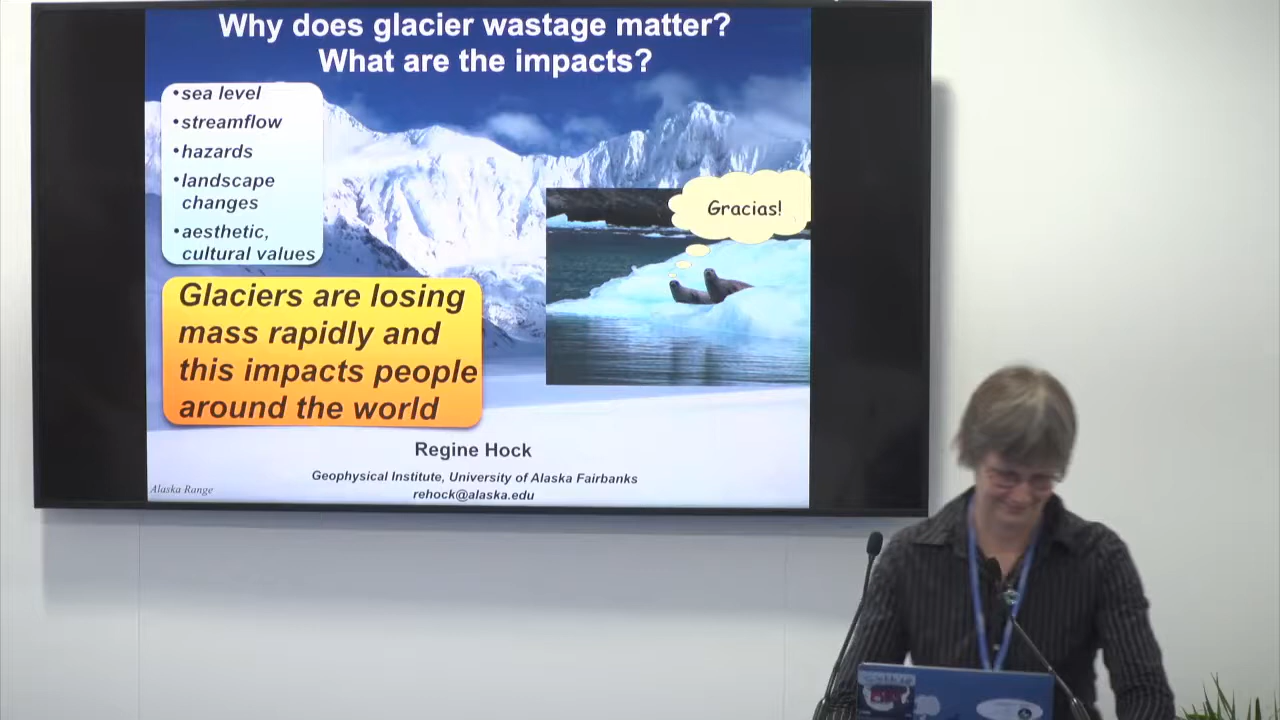 Why does glacier wastage matter?
What are the impacts?
•sea level
•streamflow
•hazards
•landscape
changes
•aesthetic,
cultural values
Gracias!
Glaciers are losing
mass rapidly and
this impacts people
around the world
Regine Hock
Geophysical Institute, University of Alaska Fairbanks
rehock@alaska.edu
Alaska Range